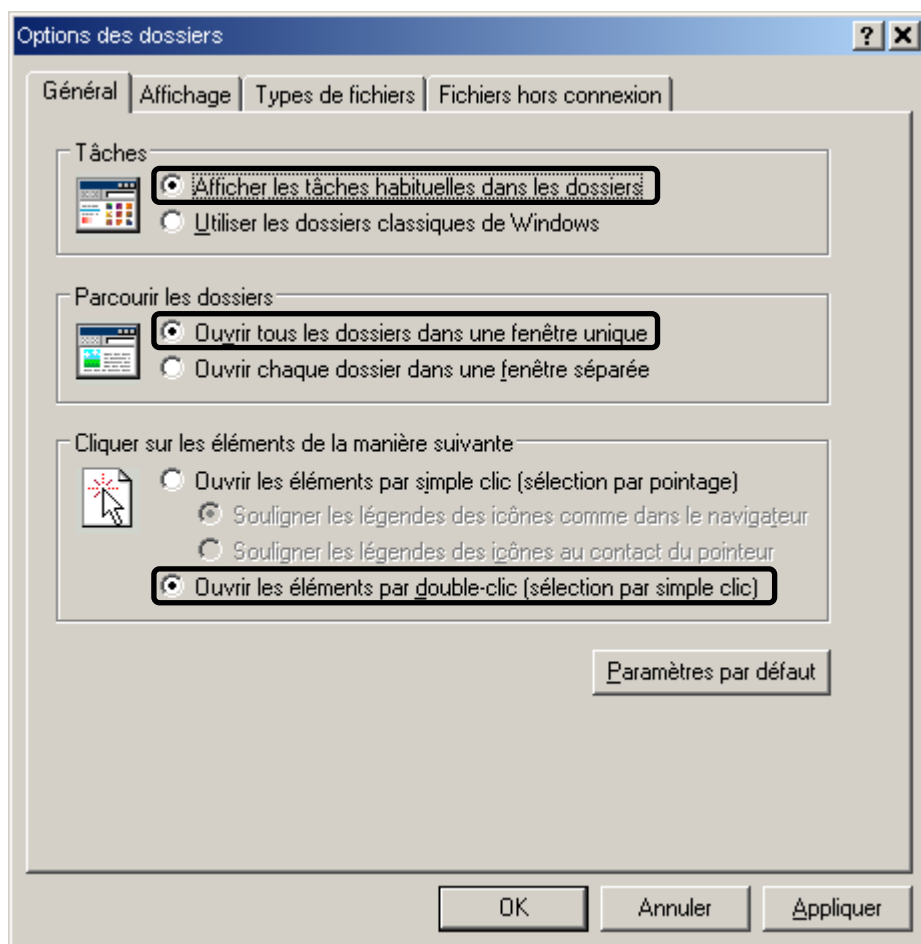 Options des dossiers
Général Affichage Types de fichiers Fichiers hors connexion
Tâches
Afficher les tâches habituelles dans les dossiers
Utiliser les dossiers classiques de Windows
Parcourir les dossiers
Ouvrir tous les dossiers dans une fenêtre unique
Ouvrir chaque dossier dans une fenêtre séparée
Cliquer sur les éléments de la manière suivante
Ouvrir les éléments par simple clic (sélection par pointage)
Souligner les légendes des icônes comme dans le navigateur
Souligner les légendes des icônes au contact du pointeur
Ouvrir les éléments par double-clic (sélection par simple clic)
Paramètres par défaut
OK Annuler Appliquer